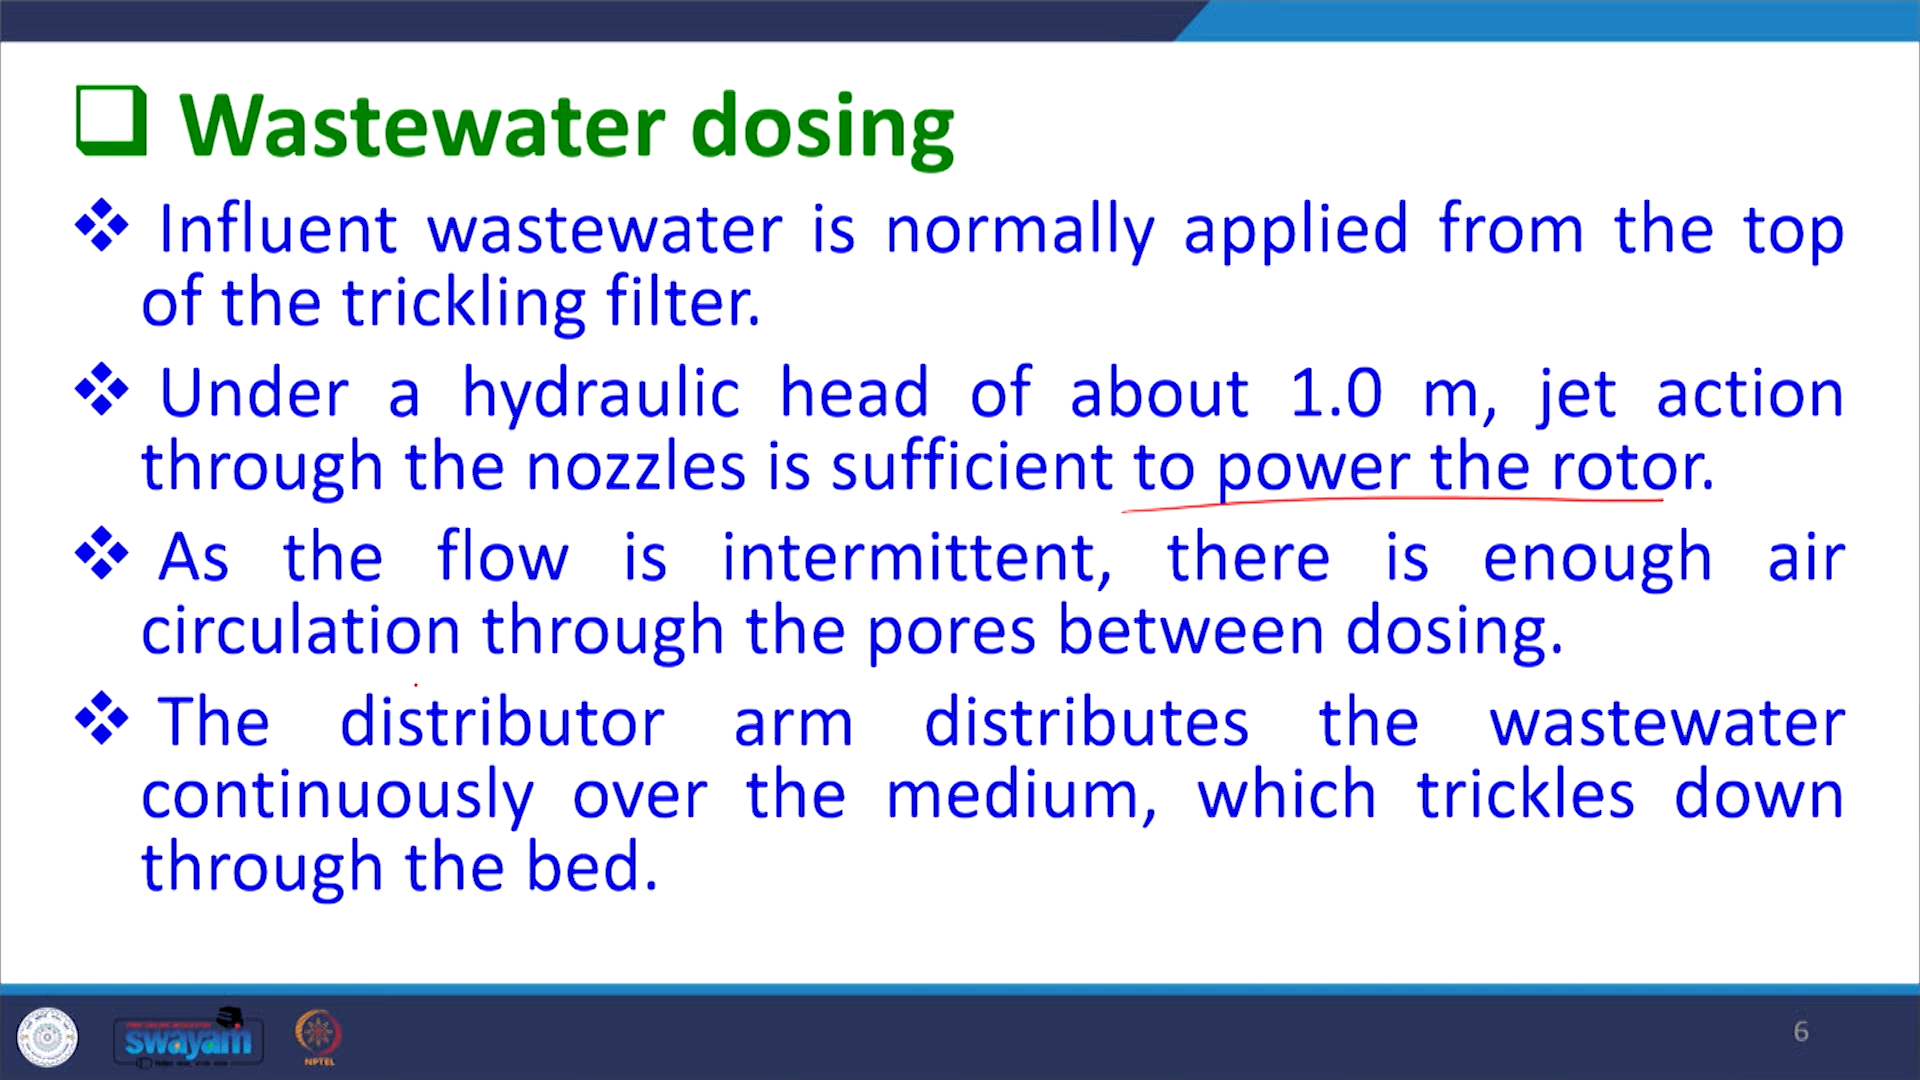 Wastewater dosing
Influent wastewater is normally applied from the top
of the trickling filter.
Under a hydraulic head of about 1.0 m, jet action
through the nozzles is sufficient to power the rotor.
As the flow is intermittent, there is enough air
circulation through the pores between dosing.
The distributor arm distributes the wastewater
continuously over the medium, which trickles down
through the bed.
swayam
NPTEL
6